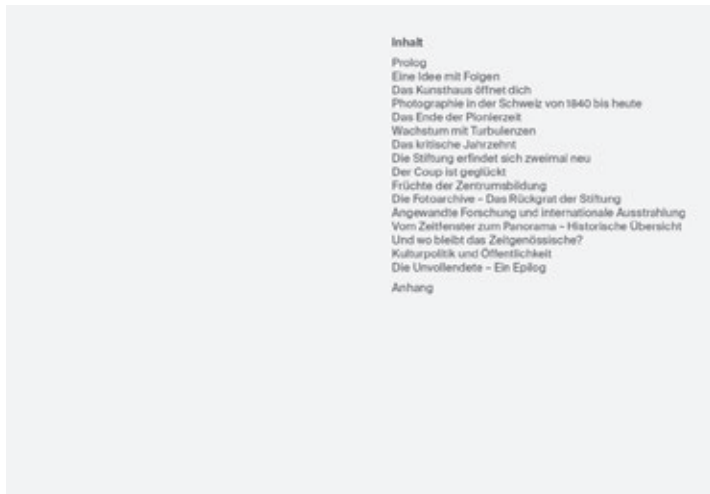 Inhalt
Prolog
Eine Idee mit Folgen
Das Kunsthaus öffnet dich
Photographie in der Schweiz von 1840 bis heute
Das Ende der Pionierzeit
Wachstum mit Turbulenzen
Das kritische Jahrzehnt
Die Stiftung erfindet sich zweimal neu
Der Coup ist geglückt
Früchte der Zentrumsbildung
Die Fotoarchive – Das Rückgrat der Stiftung
Angewandte Forschung und internationale Ausstrahlung
Vom Zeitfenster zum Panorama – Historische Übersicht
Und wo bleibt das Zeitgenössische?
Kulturpolitik und Öffentlichkeit
Die Unvollendete – Ein Epilog
Anhang